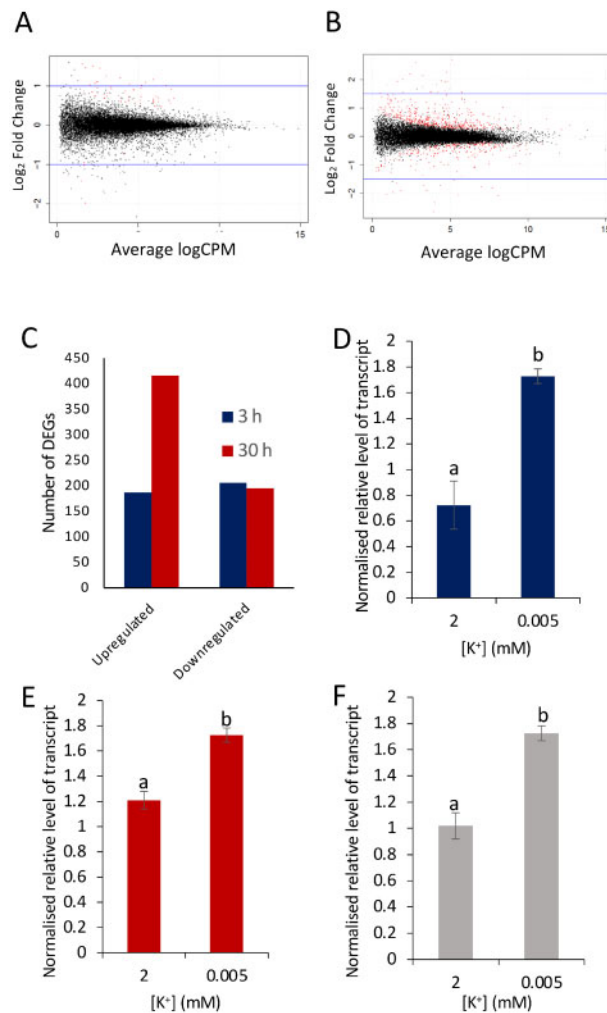 A
B
Log2 Fold Change
1
0
-1
-2
0
5
10
15
Average logCPM
Log2 Fold Change
2
1
0
-1
-2
0
5
10
15
Average logCPM
C
Number of DEGs
450
400
350
300
250
200
150
100
50
0
3 h
30 h
Upregulated
Downregulated
D
Normalised relative level of transcript
2
1.8
1.6
1.4
1.2
1
0.8
0.6
0.4
0.2
0
a
b
2
0.005
[K+] (mM)
E
Normalised relative level of transcript
2
1.8
1.6
1.4
1.2
1
0.8
0.6
0.4
0.2
0
a
b
2
0.005
[K+] (mM)
F
Normalised relative level of transcript
2
1.8
1.6
1.4
1.2
1
0.8
0.6
0.4
0.2
0
a
b
2
0.005
[K+] (mM)